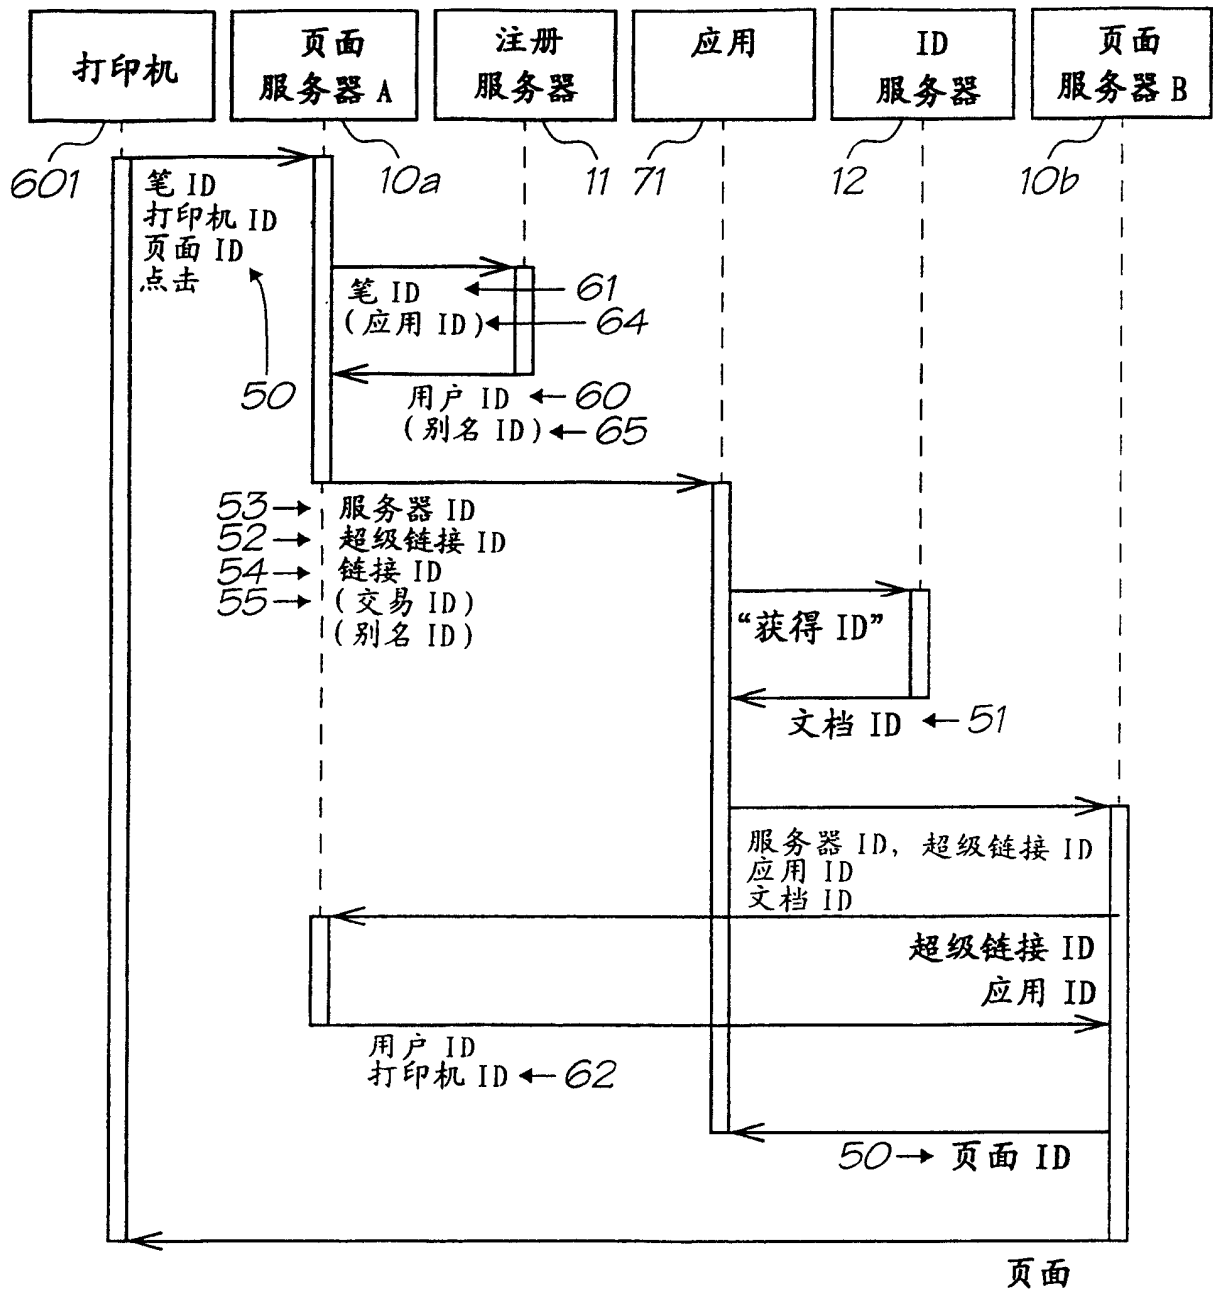 打印机
页面
服务器 A
注册
服务器
应用
ID
服务器
页面
服务器 B
601
10a
11
71
12
10b
笔 ID
打印机 ID
页面 ID
点击
50
笔 ID
61
(应用 ID)
64
用户 ID
60
(别名 ID)
65
53
服务器 ID
52
超级链接 ID
54
链接 ID
55
(交易 ID)
(别名 ID)
“获得 ID”
文档 ID
51
服务器 ID, 超级链接 ID
应用 ID
文档 ID
超级链接 ID
应用 ID
用户 ID
打印机 ID
62
50
页面 ID
页面